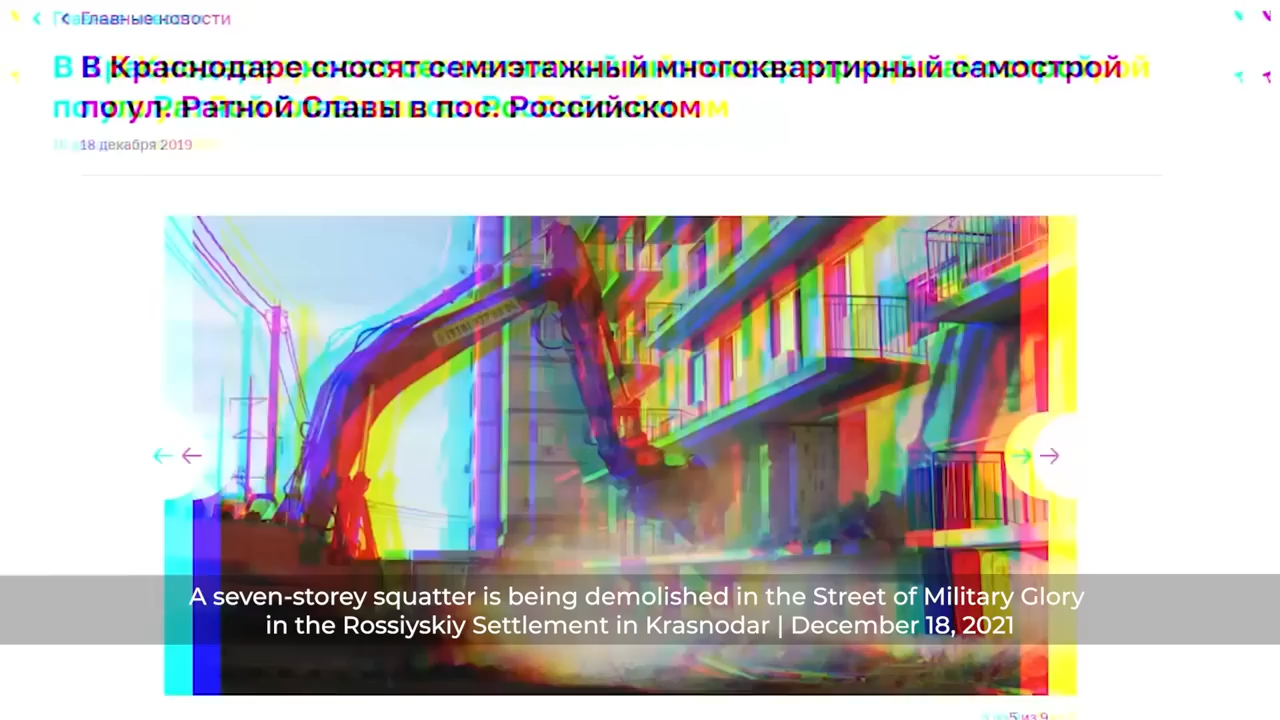 Главные новости
В Краснодаре сносят семиэтажный многоквартирный самострой
по ул. Ратной Славы в пос. Российском
18 декабря 2019
A seven-storey squatter is being demolished in the Street of Military Glory
in the Rossiyskiy Settlement in Krasnodar | December 18, 2021
5 из 9